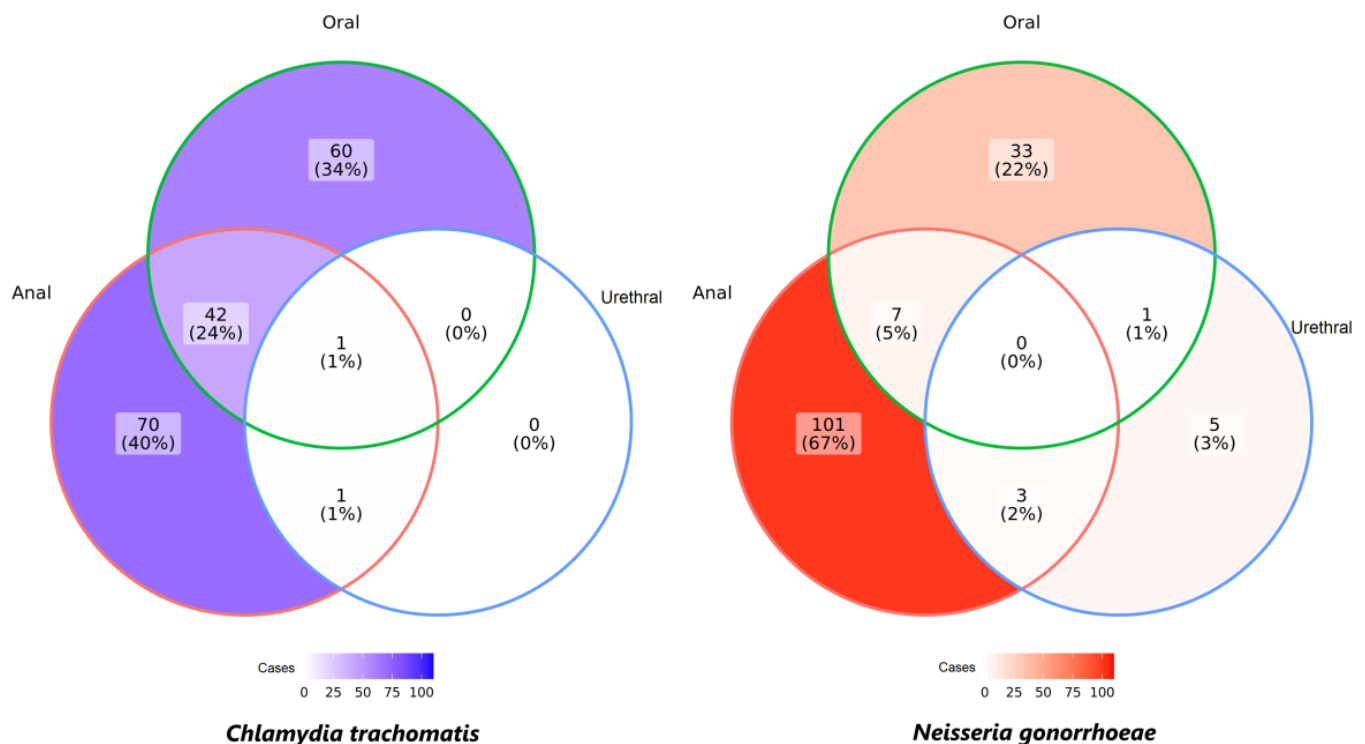 Oral
60
(34%)
Anal
42
(24%)
1
(1%)
0
(0%)
Urethral
70
(40%)
0
(0%)
1
(1%)
Cases
0 25 50 75 100
Chlamydia trachomatis
Oral
33
(22%)
Anal
7
(5%)
0
(0%)
1
(1%)
Urethral
101
(67%)
5
(3%)
3
(2%)
Cases
0 25 50 75 100
Neisseria gonorrhoeae